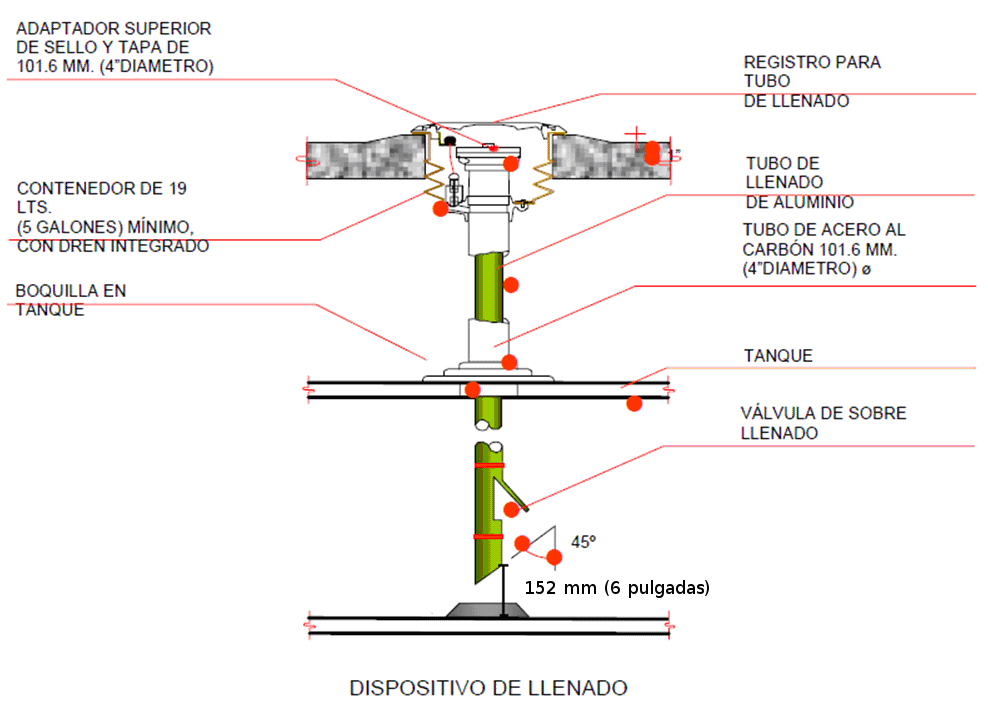 ADAPTADOR SUPERIOR
DE SELLO Y TAPA DE
101.6 MM. (4”DIAMETRO)
REGISTRO PARA
TUBO
DE LLENADO
TUBO DE
LLENADO
DE ALUMINIO
CONTENEDOR DE 19
LTS.
(5 GALONES) MÍNIMO,
CON DREN INTEGRADO
TUBO DE ACERO AL
CARBÓN 101.6 MM.
(4”DIAMETRO) ø
BOQUILLA EN
TANQUE
TANQUE
VÁLVULA DE SOBRE
LLENADO
45º
152 mm (6 pulgadas)
DISPOSITIVO DE LLENADO